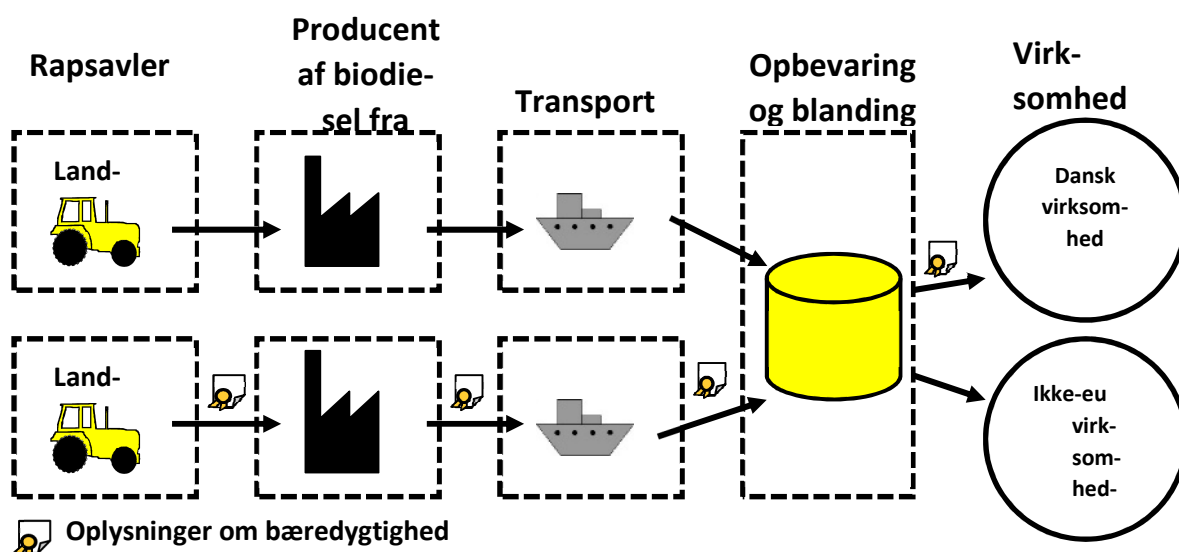 Rapsavler
Producent
af biodie-
sel fra
Transport
Opbevaring
og blanding
Virk-
somhed
Land-
Dansk
virksom-
hed
Land-
Ikke-eu
virk-
som-
hed-
Oplysninger om bæredygtighed